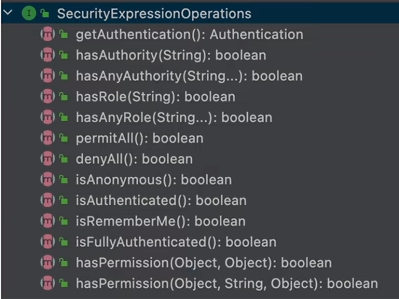 SecurityExpressionOperations
getAuthentication(): Authentication
hasAuthority(String): boolean
hasAnyAuthority(String...): boolean
hasRole(String): boolean
hasAnyRole(String...): boolean
permitAll(): boolean
denyAll(): boolean
isAnonymous(): boolean
isAuthenticated(): boolean
isRememberMe(): boolean
isFullyAuthenticated(): boolean
hasPermission(Object, Object): boolean
hasPermission(Object, String, Object): boolean